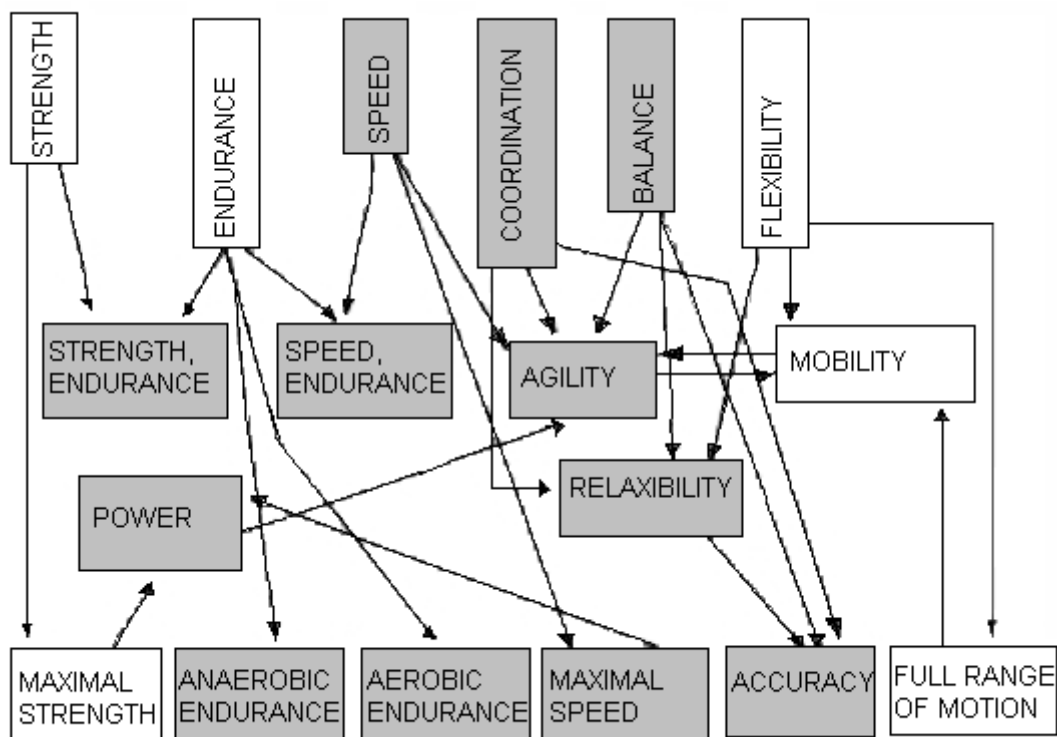 STRENGTH
ENDURANCE
SPEED
COORDINATION
BALANCE
FLEXIBILITY
STRENGTH,
ENDURANCE
SPEED,
ENDURANCE
AGILITY
MOBILITY
POWER
RELAXIBILITY
MAXIMAL
STRENGTH
ANAEROBIC
ENDURANCE
AEROBIC
ENDURANCE
MAXIMAL
SPEED
ACCURACY
FULL RANGE
OF MOTION